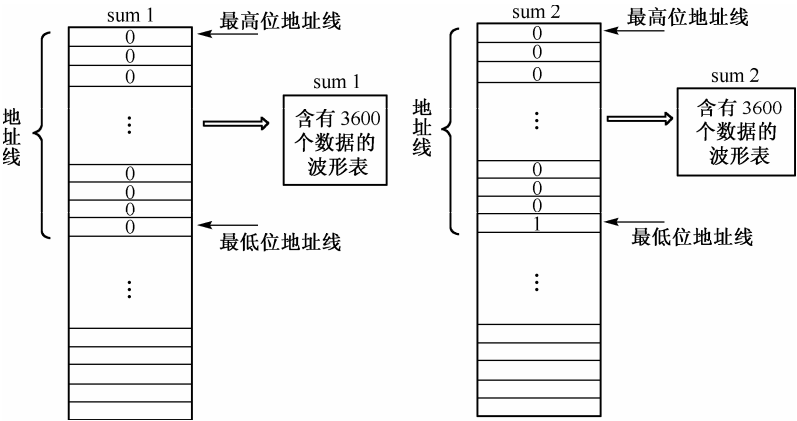 sum 1
0
0
0
⋮
0
0
0
0
⋮
最高位地址线
地址线
最低位地址线
sum 1
含有 3600
个数据的
波形表
sum 2
0
0
0
⋮
0
0
0
1
⋮
最高位地址线
地址线
最低位地址线
sum 2
含有 3600
个数据的
波形表